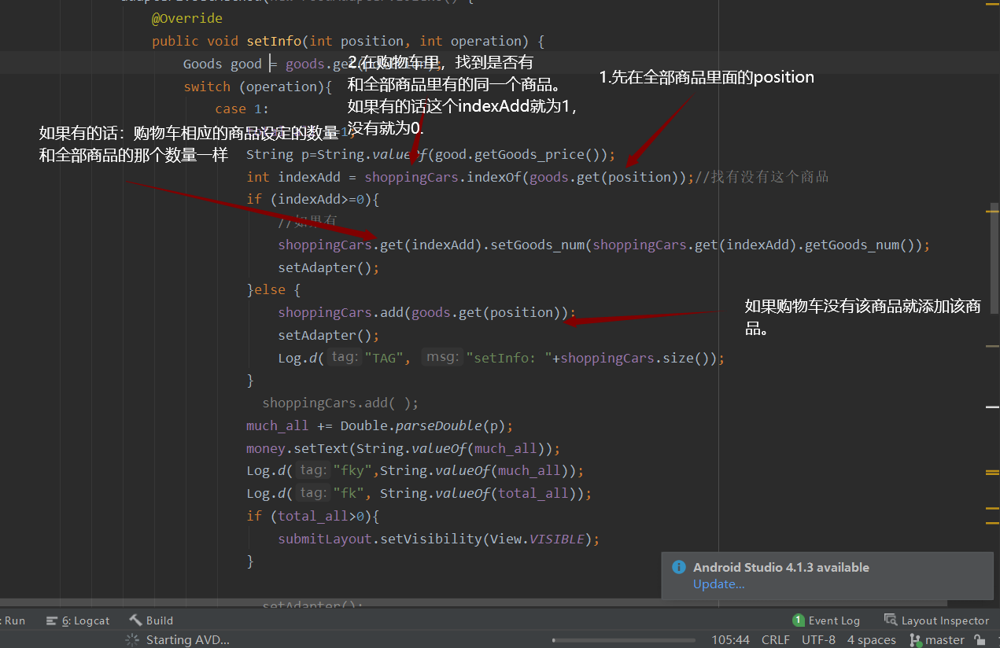 @Override
public void setInfo(int position, int operation) {
Goods good = goods.get(
2.在购物车里，找到是否有
和全部商品里有的同一个商品。
如果有的话这个indexAdd就为1，
没有就为0.
1.先在全部商品里面的position
switch (operation){
case 1:
如果有的话：购物车相应的商品设定的数量
和全部商品的那个数量一样
String p=String.valueOf(good.getGoods_price());
int indexAdd = shoppingCars.indexOf(goods.get(position));//找有没有这个商品
if (indexAdd>=0){
//如果有
shoppingCars.get(indexAdd).setGoods_num(shoppingCars.get(indexAdd).getGoods_num());
setAdapter();
}else {
shoppingCars.add(goods.get(position));
如果购物车没有该商品就添加该商
品。
setAdapter();
Log.d( tag: "TAG", msg: "setInfo: "+shoppingCars.size());
}
shoppingCars.add( );
much_all += Double.parseDouble(p);
money.setText(String.valueOf(much_all));
Log.d( tag: "fky",String.valueOf(much_all));
Log.d( tag: "fk", String.valueOf(total_all));
if (total_all>0){
submitLayout.setVisibility(View.VISIBLE);
}
setAdapter();
Android Studio 4.1.3 available
Update...
: Run 6: Logcat Build 1 Event Log Layout Inspector
Starting AVD... 105:44 CRLF UTF-8 4 spaces master